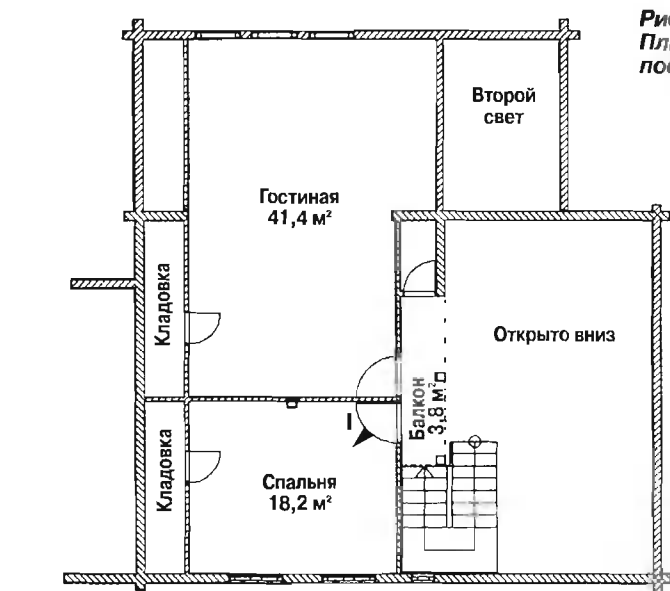 Второй
свет
Гостиная
41,4 м²
Кладовка
Открыто вниз
Балкон
3,8 м²
I
Кладовка
Спальня
18,2 м²